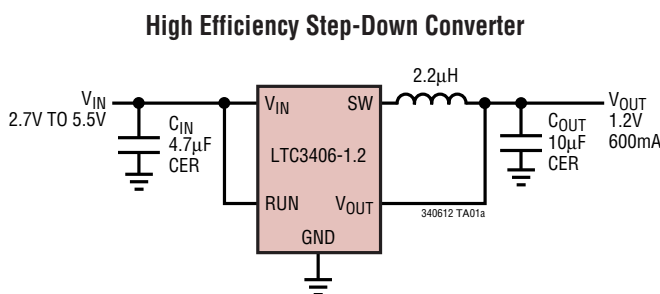 High Efficiency Step-Down Converter
2.2μH
VIN
2.7V TO 5.5V
CIN
4.7μF
CER
VIN
SW
LTC3406-1.2
RUN
VOUT
GND
340612 TA01a
COUT
10μF
CER
VOUT
1.2V
600mA